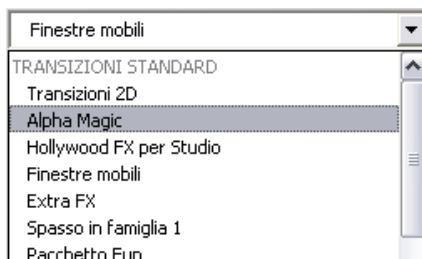 Finestre mobili
TRANSIZIONI STANDARD
Transizioni 2D
Alpha Magic
Hollywood FX per Studio
Finestre mobili
Extra FX
Spasso in famiglia 1
Pacchetto Fun